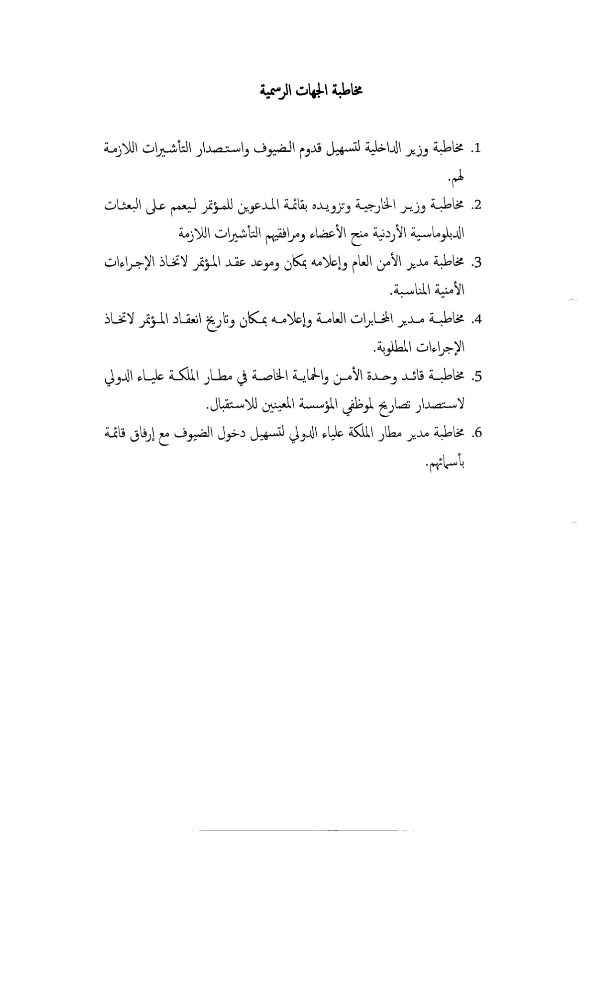 مخاطبة الجهات الرسمية
1. مخاطبة وزير الداخلية لتسهيل قدوم الضيوف واستصدار التأشيرات اللازمة
لهم.
2. مخاطبة وزير الخارجية وتزويده بقائمة المدعوين للمؤتمر ليعمم على البعثات
الدبلوماسية الأردنية منح الأعضاء ومرافقيهم التأشيرات اللازمة
3. مخاطبة مدير الأمن العام وإعلامه بمكان وموعد عقد المؤتمر لاتخاذ الإجراءات
الأمنية المناسبة.
4. مخاطبة مدير المخابرات العامة وإعلامه بمكان وتاريخ انعقاد المؤتمر لاتخاذ
الإجراءات المطلوبة.
5. مخاطبة قائد وحدة الأمن والحماية الخاصة في مطار الملكة علياء الدولي
لاستصدار تصاريح لموظفي المؤسسة المعينين للاستقبال.
6. مخاطبة مدير مطار الملكة علياء الدولي لتسهيل دخول الضيوف مع إرفاق قائمة
بأسمائهم.